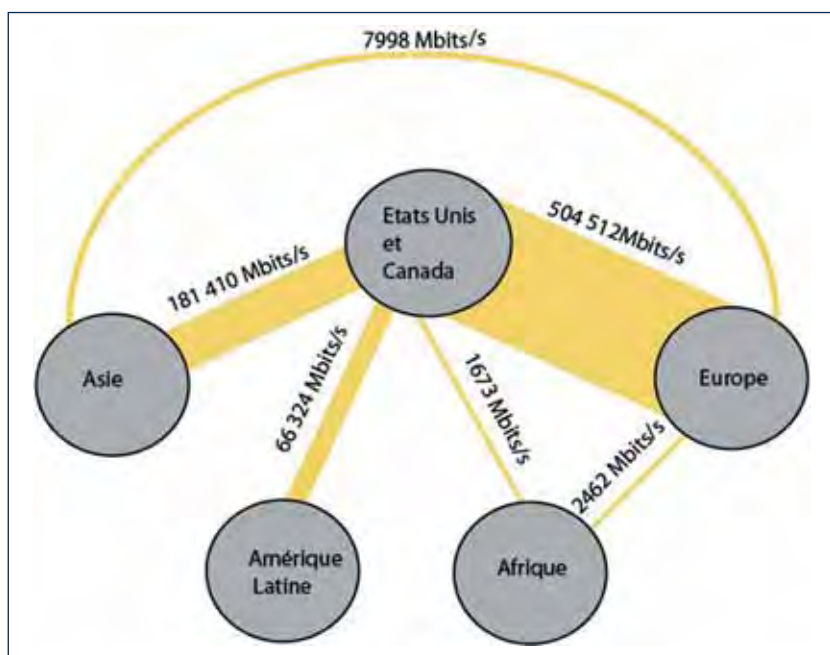 7998 Mbits/s
Etats Unis
et
Canada
504 512Mbits/s
181 410 Mbits/s
Asie
Europe
66 324 Mbits/s
1673 Mbits/s
2462 Mbits/s
Amérique
Latine
Afrique